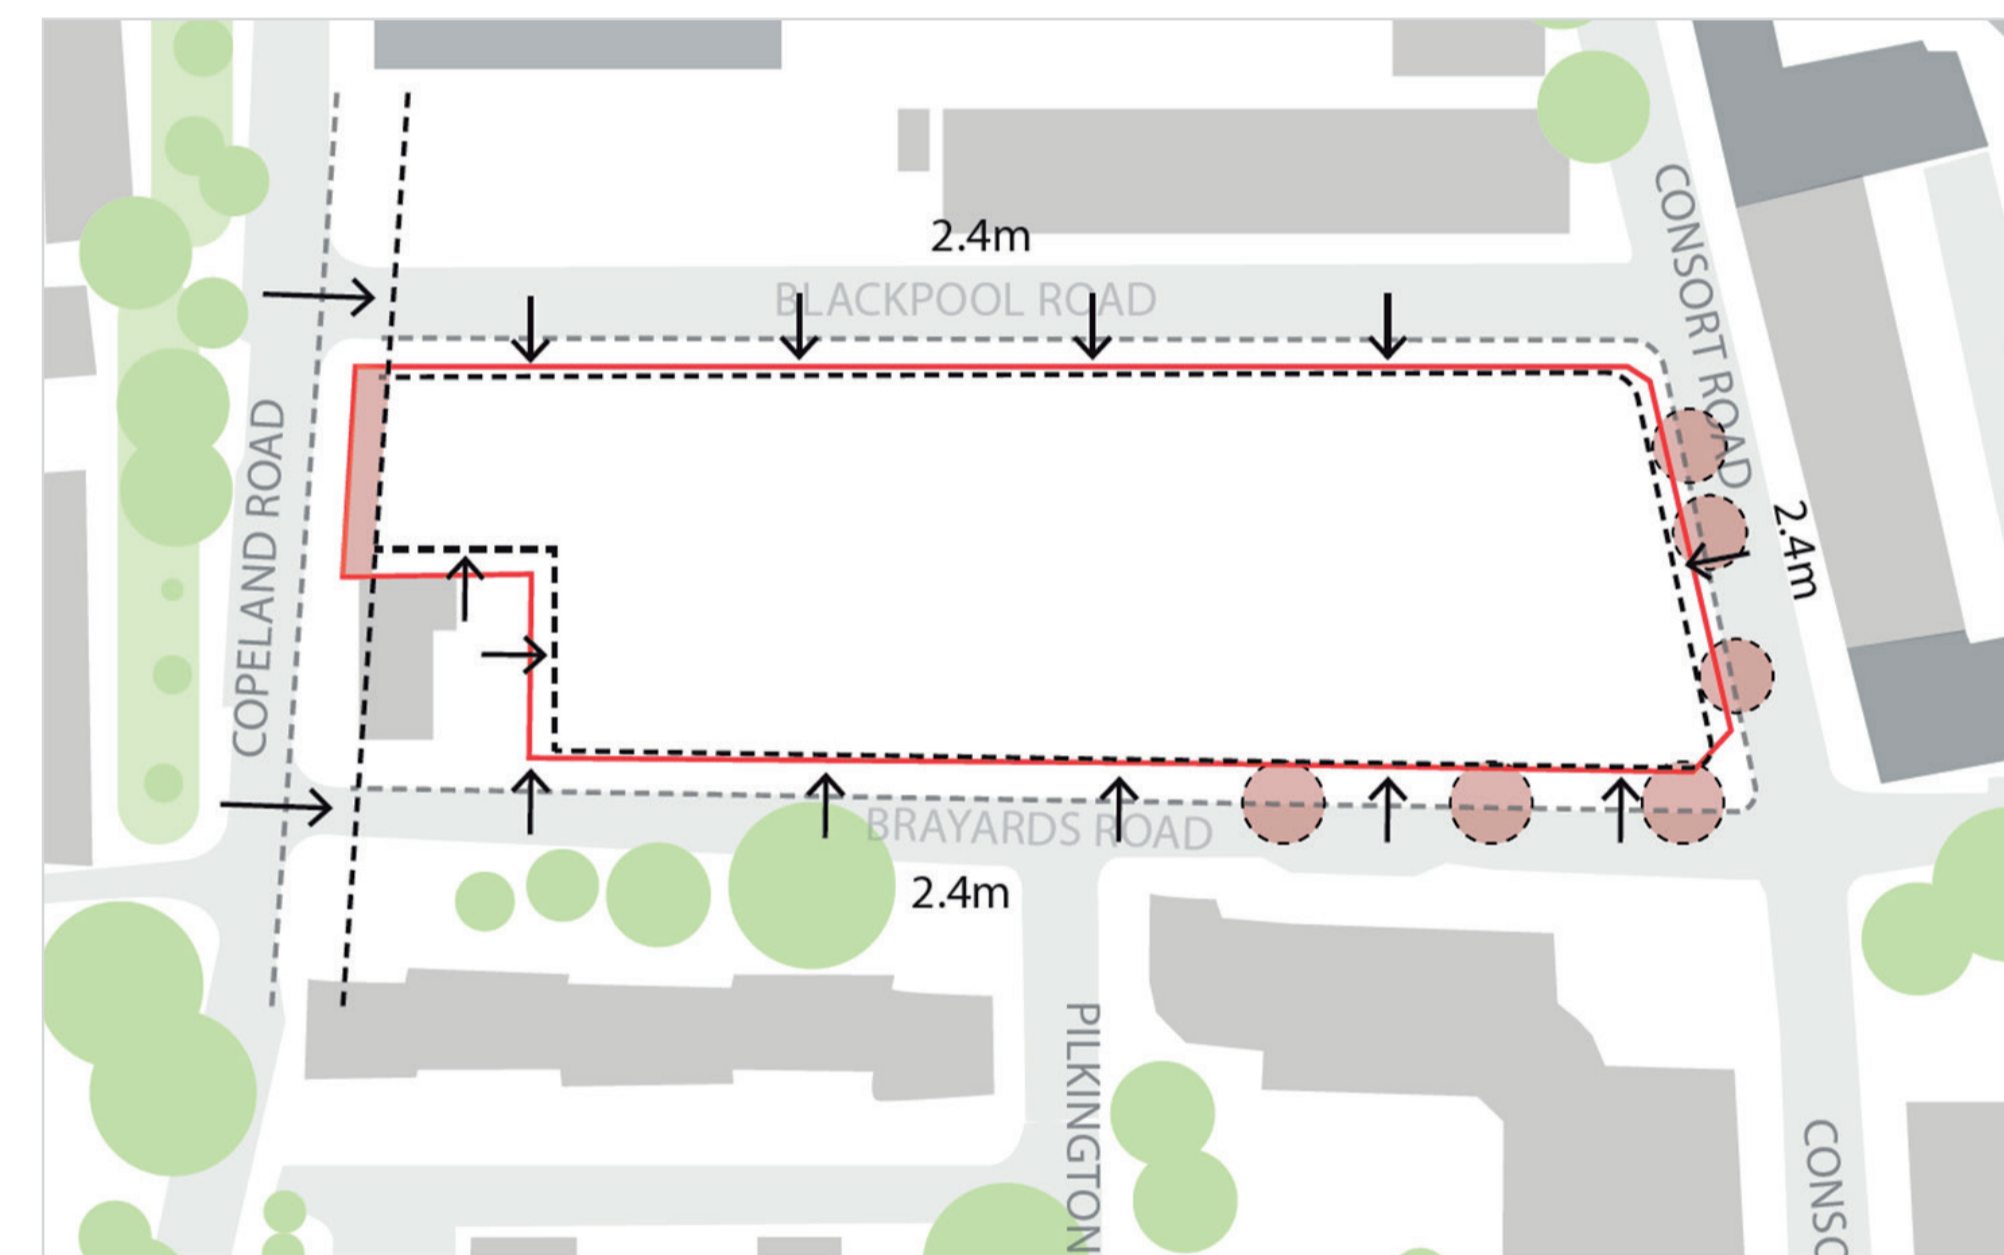 2.4m
BLACKPOOL ROAD
CONSORT ROAD
COPELAND ROAD
2.4m
BRAYARDS ROAD
2.4m
PILKINGTON
CONSO